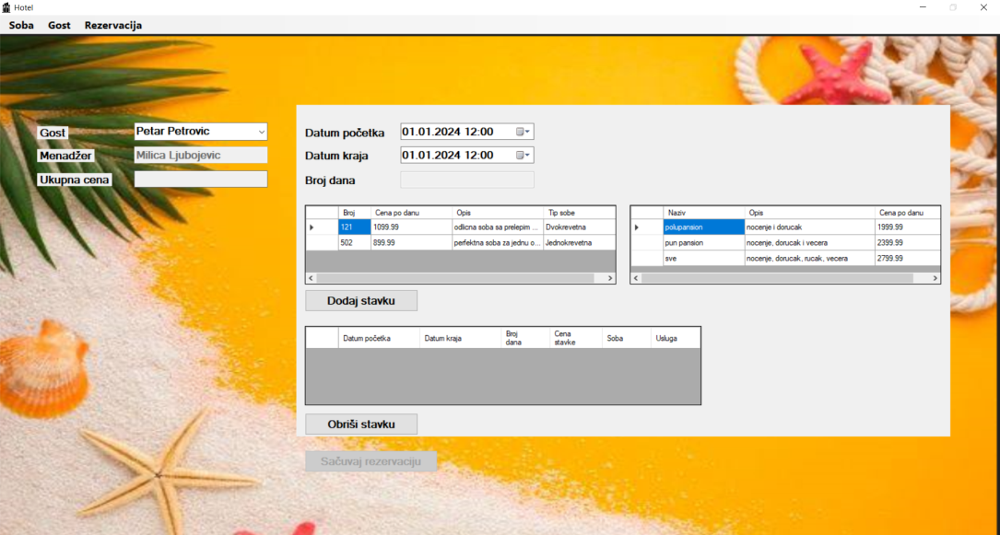 Hotel
Soba Gost Rezervacija
Gost Petar Petrovic
Menadžer Milica Ljubojevic
Ukupna cena
Datum početka 01.01.2024 12:00
Datum kraja 01.01.2024 12:00
Broj dana
Broj Cena po danu Opis Tip sobe
121 1099.99 odlicna soba sa prelepim ... Dvokrevetna
502 899.99 perfektna soba za jednu o... Jednokrevetna
Naziv Opis Cena po danu
polupansion nocenje i dorucak 1999.99
pun pansion nocenje, dorucak i vecera 2399.99
sve nocenje, dorucak, rucak, vecera 2799.99
Dodaj stavku
Datum početka Datum kraja Broj dana Cena stavke Soba Usluga
Obriši stavku
Sačuvaj rezervaciju